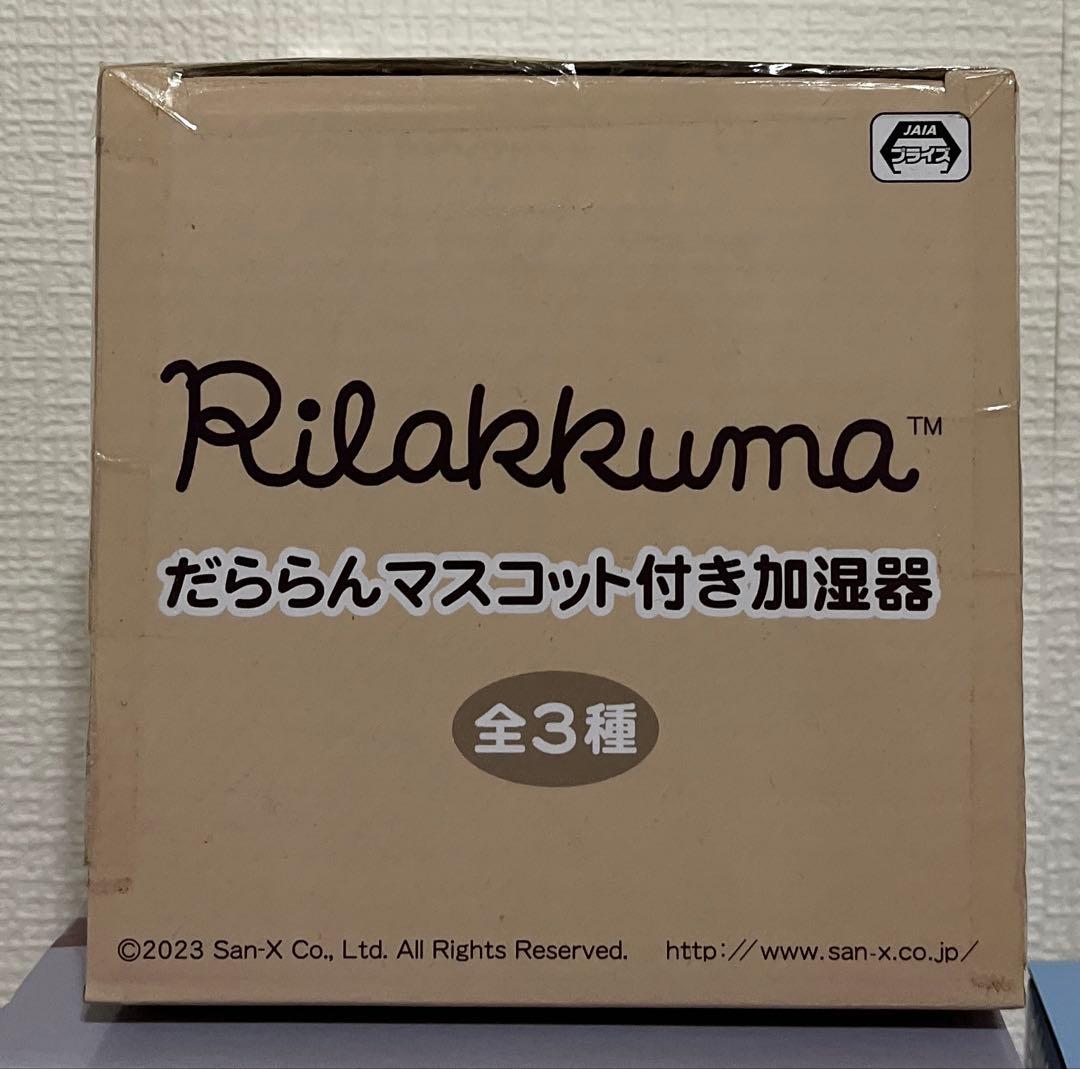 JAIA
プライズ
Rilakkuma™
だららんマスコット付き加湿器
全3種
©2023 San-X Co., Ltd. All Rights Reserved. http://www.san-x.co.jp/